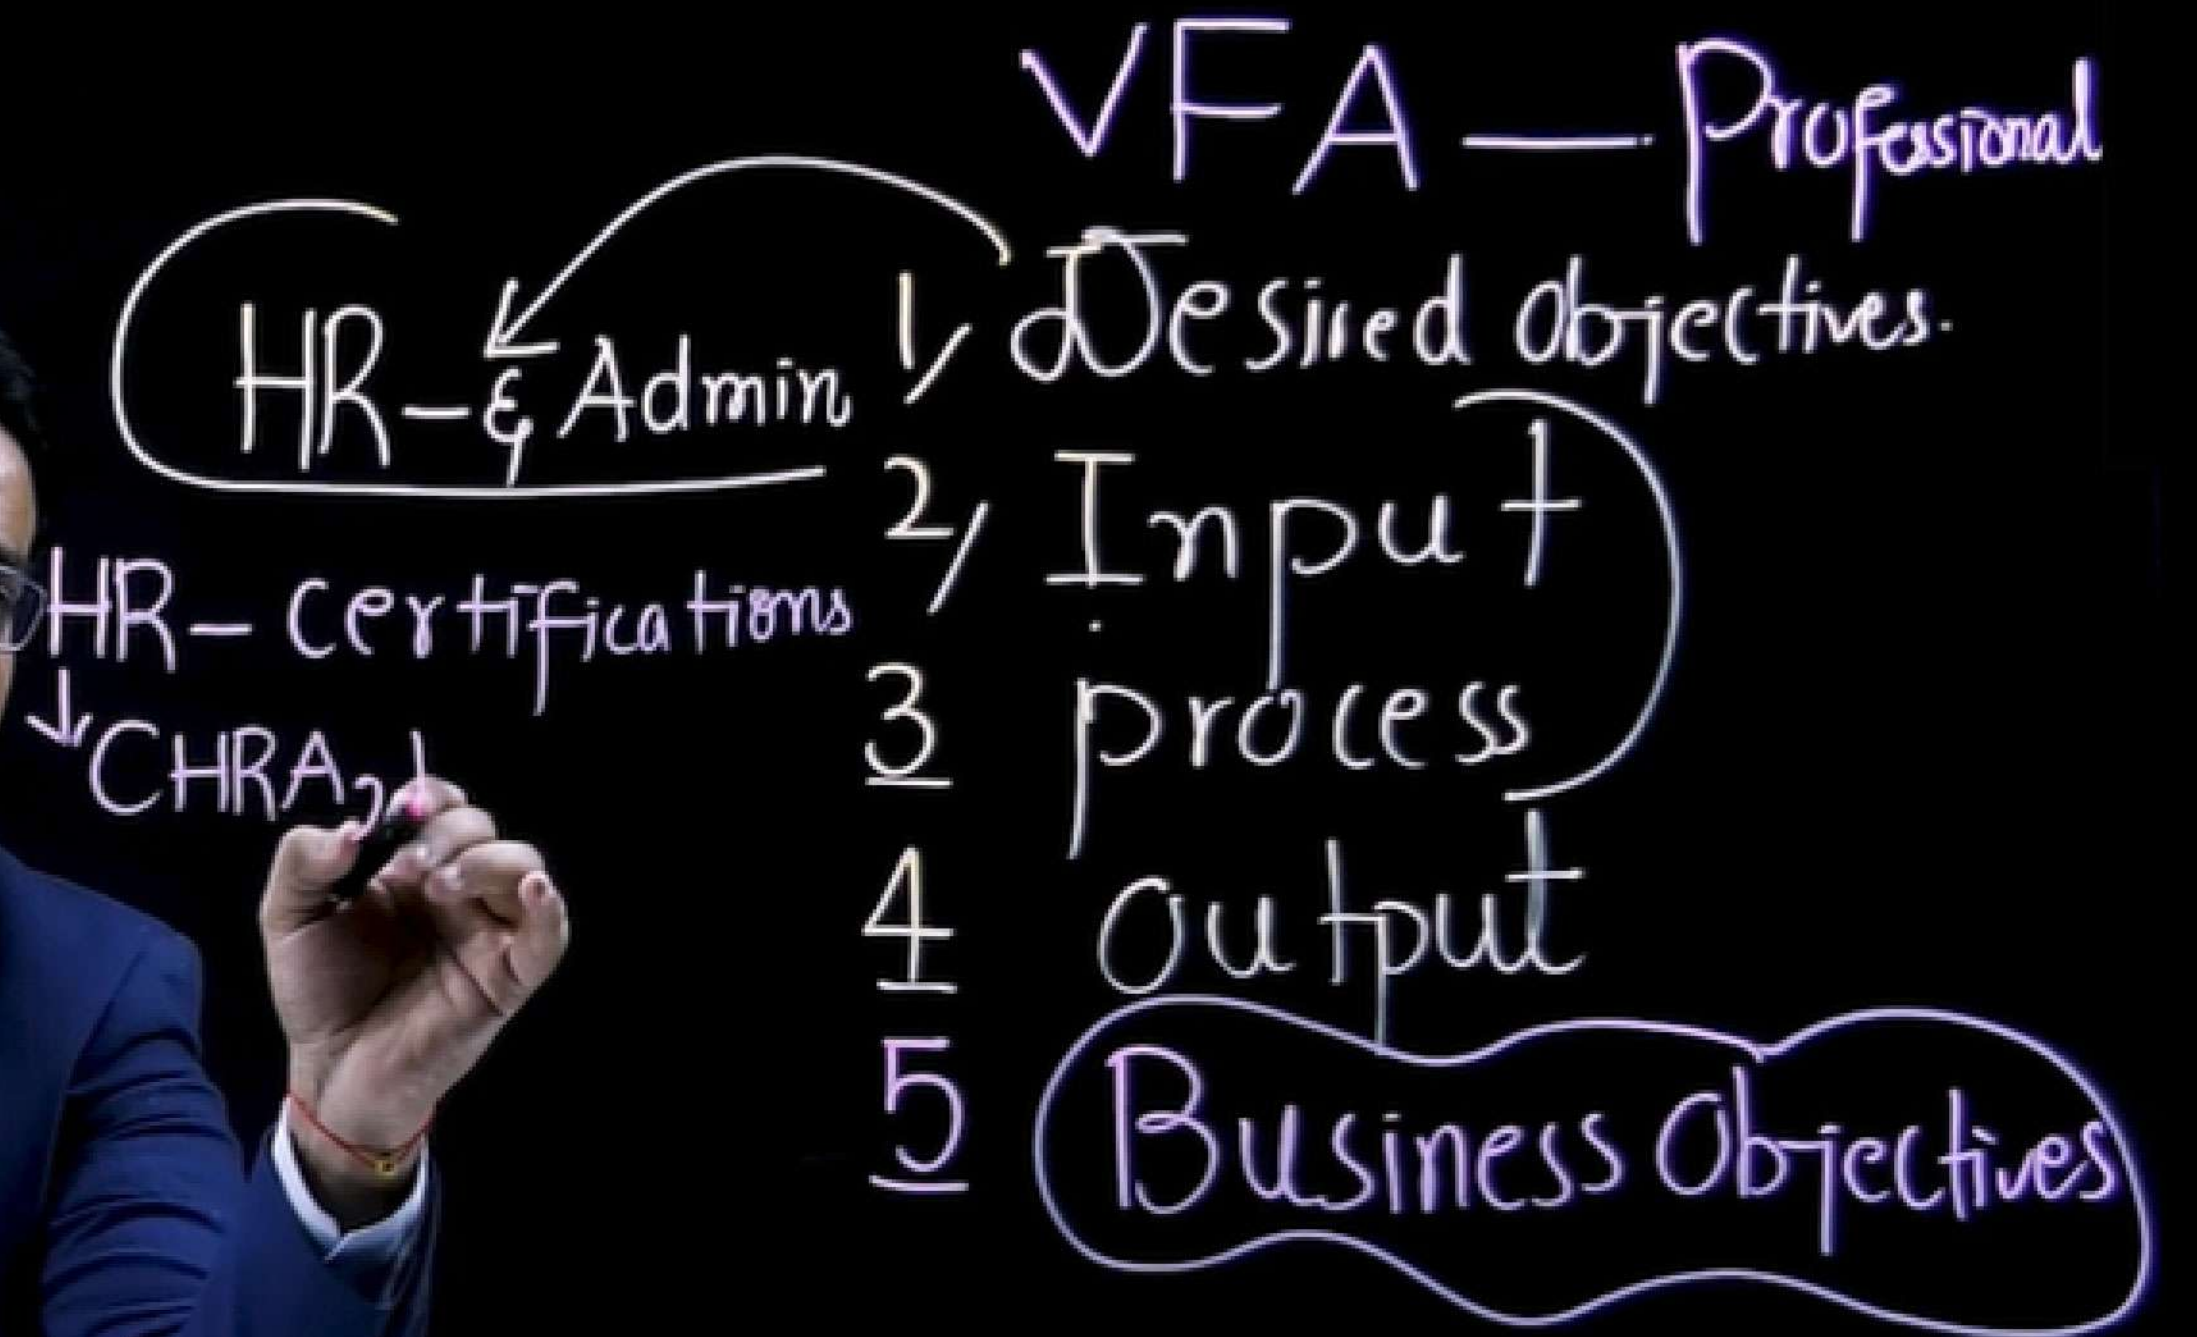 VFA — Professional
HR - & Admin
1, Desired Objectives.
2, Input
HR - Certifications
3 process
CHRA,
4 output
5 Business Objectives